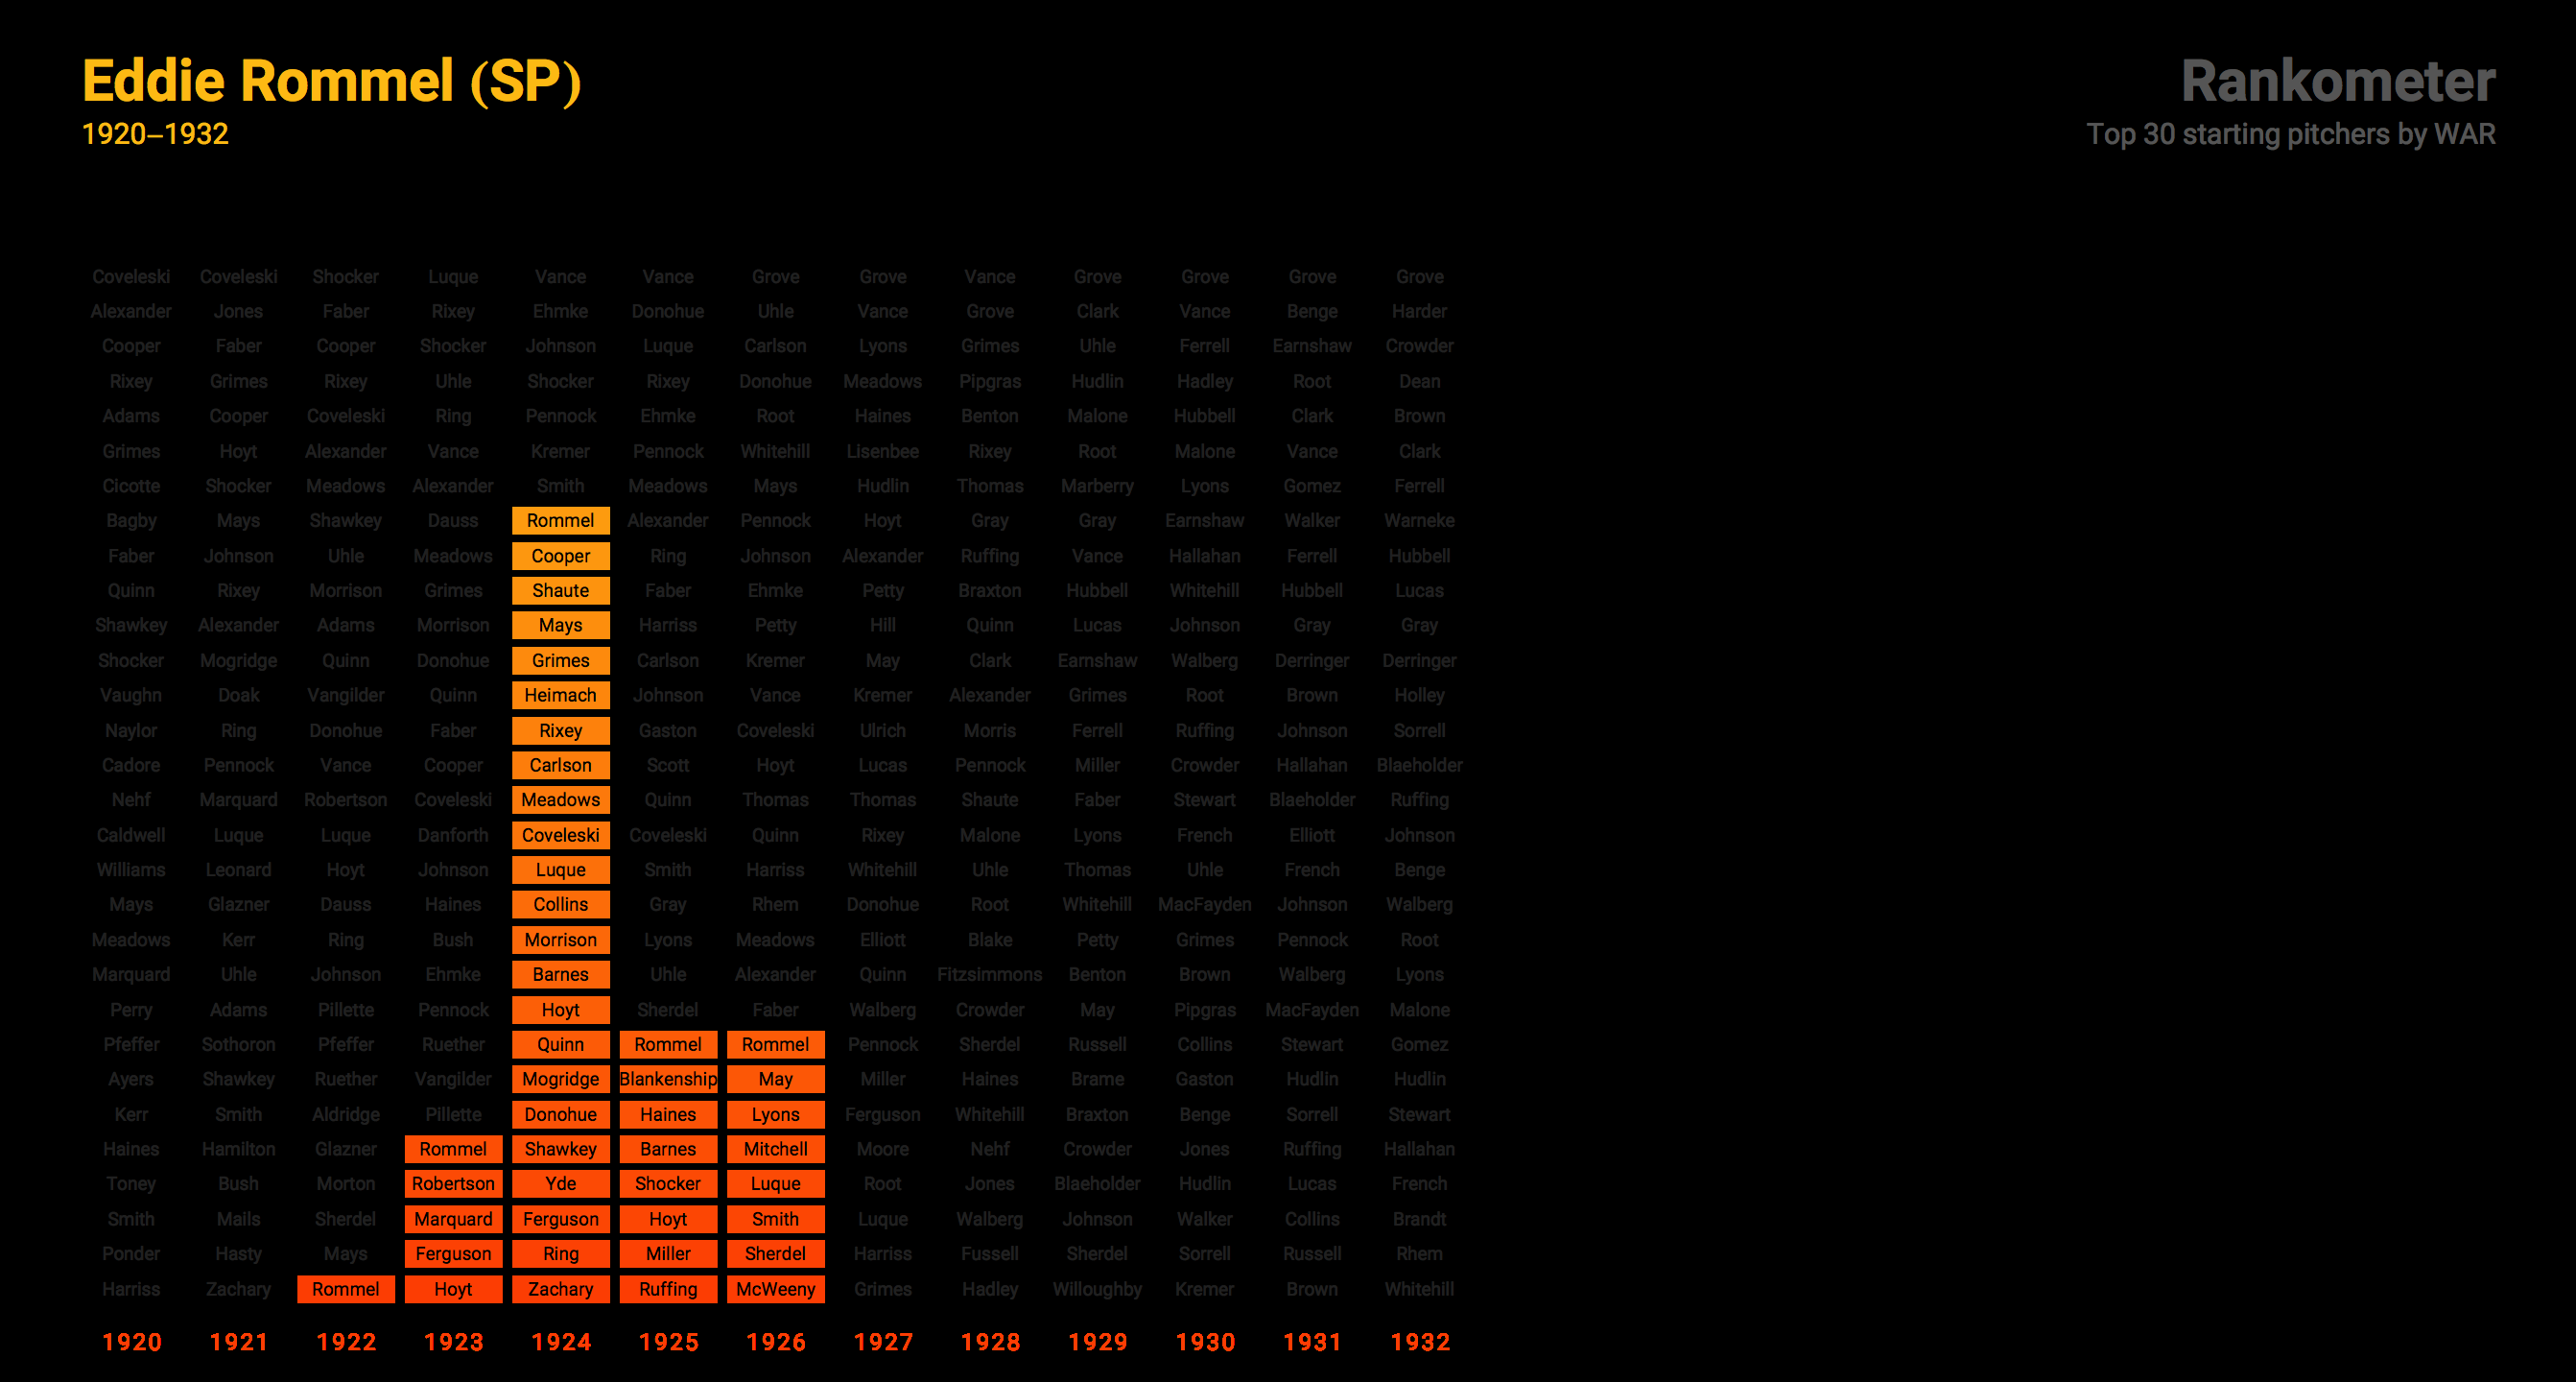 Eddie Rommel (SP)
1920–1932
Rankometer
Top 30 starting pitchers by WAR
Coveleski Coveleski Shocker Luque Vance Vance Grove Grove Vance Grove Grove Grove Grove
Alexander Jones Faber Rixey Ehmke Donohue Uhle Vance Grove Clark Vance Benge Harder
Cooper Faber Cooper Shocker Johnson Luque Carlson Lyons Grimes Uhle Ferrell Earnshaw Crowder
Rixey Grimes Rixey Uhle Shocker Rixey Donohue Meadows Pipgras Hudlin Hadley Root Dean
Adams Cooper Coveleski Ring Pennock Ehmke Root Haines Benton Malone Hubbell Clark Brown
Grimes Hoyt Alexander Vance Kremer Pennock Whitehill Lisenbee Rixey Root Malone Vance Clark
Cicotte Shocker Meadows Alexander Smith Meadows Mays Hudlin Thomas Marberry Lyons Gomez Ferrell
Bagby Mays Shawkey Dauss Rommel Alexander Pennock Hoyt Gray Gray Earnshaw Walker Warneke
Faber Johnson Uhle Meadows Cooper Ring Johnson Alexander Ruffing Vance Hallahan Ferrell Hubbell
Quinn Rixey Morrison Grimes Shaute Faber Ehmke Petty Braxton Hubbell Whitehill Hubbell Lucas
Shawkey Alexander Adams Morrison Mays Harriss Petty Hill Quinn Lucas Johnson Gray Gray
Shocker Mogridge Quinn Donohue Grimes Carlson Kremer May Clark Earnshaw Walberg Derringer Derringer
Vaughn Doak Vangilder Quinn Heimach Johnson Vance Kremer Alexander Grimes Root Brown Holley
Naylor Ring Donohue Faber Rixey Gaston Coveleski Ulrich Morris Ferrell Ruffing Johnson Sorrell
Cadore Pennock Vance Cooper Carlson Scott Hoyt Lucas Pennock Miller Crowder Hallahan Blaeholder
Nehf Marquard Robertson Coveleski Meadows Quinn Thomas Thomas Shaute Faber Stewart Blaeholder Ruffing
Caldwell Luque Luque Danforth Coveleski Coveleski Quinn Rixey Malone Lyons French Elliott Johnson
Williams Leonard Hoyt Johnson Luque Smith Harriss Whitehill Uhle Thomas Uhle French Benge
Mays Glazner Dauss Haines Collins Gray Rhem Donohue Root Whitehill MacFayden Johnson Walberg
Meadows Kerr Ring Bush Morrison Lyons Meadows Elliott Blake Petty Grimes Pennock Root
Marquard Uhle Johnson Ehmke Barnes Uhle Alexander Quinn Fitzsimmons Benton Brown Walberg Lyons
Perry Adams Pillette Pennock Hoyt Sherdel Faber Walberg Crowder May Pipgras MacFayden Malone
Pfeffer Sothoron Pfeffer Ruether Quinn Rommel Rommel Pennock Sherdel Russell Collins Stewart Gomez
Ayers Shawkey Ruether Vangilder Mogridge Blankenship May Miller Haines Brame Gaston Hudlin Hudlin
Kerr Smith Aldridge Pillette Donohue Haines Lyons Ferguson Whitehill Braxton Benge Sorrell Stewart
Haines Hamilton Glazner Rommel Shawkey Barnes Mitchell Moore Nehf Crowder Jones Ruffing Hallahan
Toney Bush Morton Robertson Yde Shocker Luque Root Jones Blaeholder Hudlin Lucas French
Smith Mails Sherdel Marquard Ferguson Hoyt Smith Luque Walberg Johnson Walker Collins Brandt
Ponder Hasty Mays Ferguson Ring Miller Sherdel Harriss Fussell Sherdel Sorrell Russell Rhem
Harriss Zachary Rommel Hoyt Zachary Ruffing McWeeny Grimes Hadley Willoughby Kremer Brown Whitehill
1920 1921 1922 1923 1924 1925 1926 1927 1928 1929 1930 1931 1932